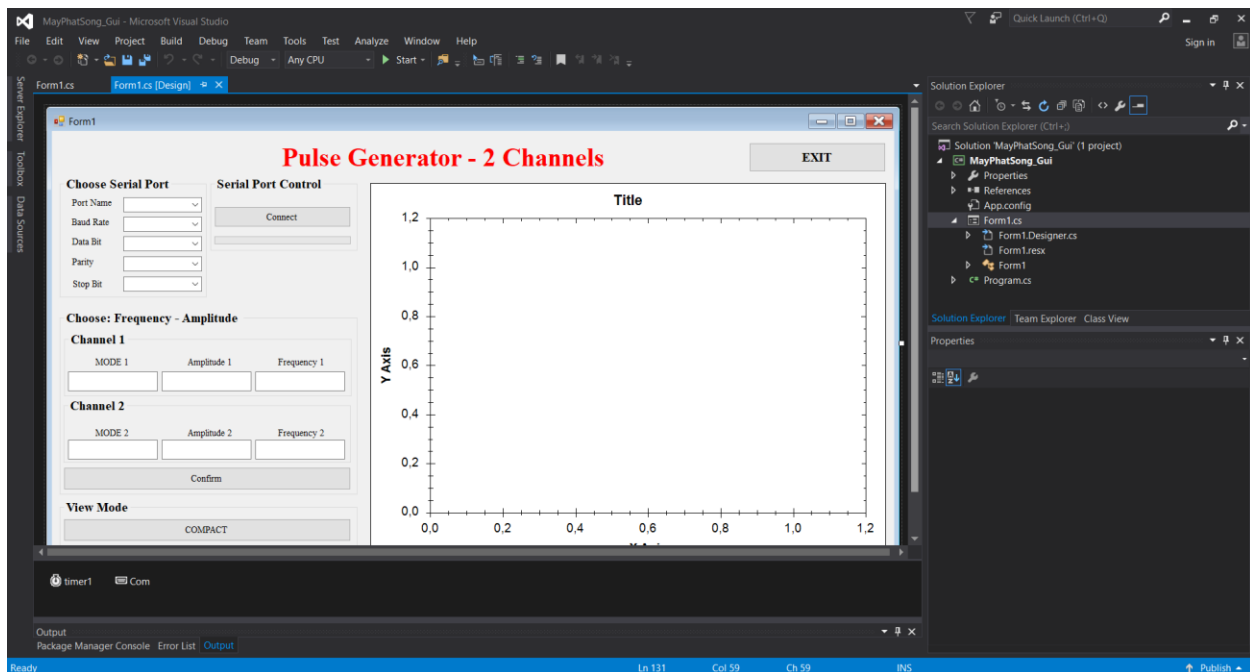 MayPhatSong_Gui - Microsoft Visual Studio
Quick Launch (Ctrl+Q)
File Edit View Project Build Debug Team Tools Test Analyze Window Help
Sign in
Debug Any CPU Start
Server Explorer
Toolbox
Data Sources
Form1.cs Form1.cs [Design]
Form1
Pulse Generator - 2 Channels
EXIT
Choose Serial Port
Port Name
Baud Rate
Data Bit
Parity
Stop Bit
Serial Port Control
Connect
Choose: Frequency - Amplitude
Channel 1
MODE 1 Amplitude 1 Frequency 1
Channel 2
MODE 2 Amplitude 2 Frequency 2
Confirm
View Mode
COMPACT
Title
Y Axis
1,2
1,0
0,8
0,6
0,4
0,2
0,0
0,0 0,2 0,4 0,6 0,8 1,0 1,2
timer1 Com
Output
Package Manager Console Error List Output
Solution Explorer
Search Solution Explorer (Ctrl+;)
Solution 'MayPhatSong_Gui' (1 project)
C# MayPhatSong_Gui
Properties
References
App.config
Form1.cs
Form1.Designer.cs
Form1.resx
Form1
C# Program.cs
Solution Explorer Team Explorer Class View
Properties
Ready Ln 131 Col 59 Ch 59 INS Publish